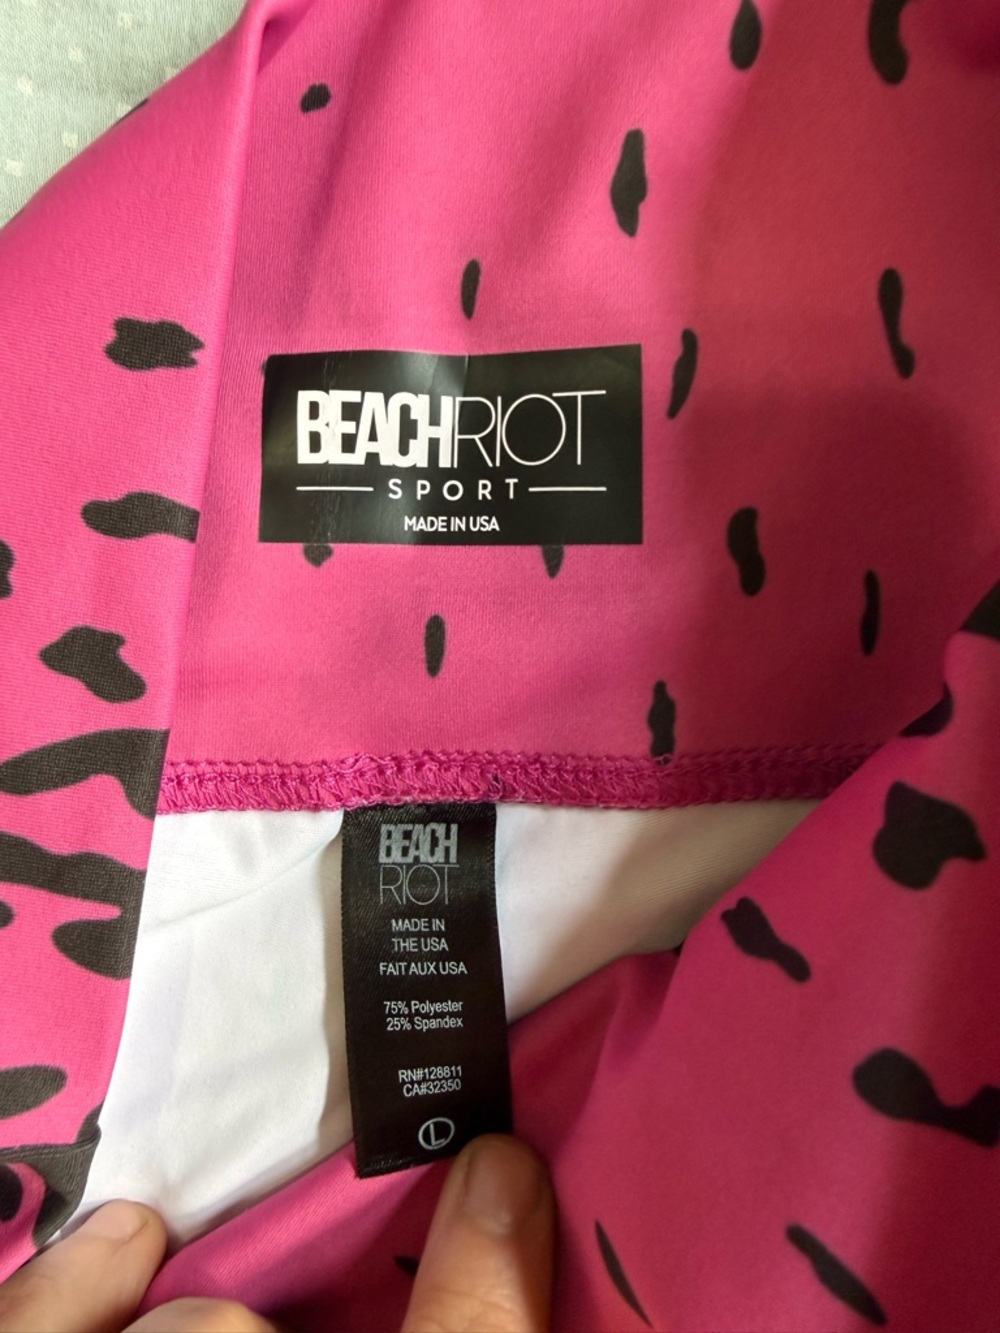 BEACHRIOT
SPORT
MADE IN USA
BEACH
RIOT
MADE IN
THE USA
FAIT AUX USA
75% Polyester
25% Spandex
RN#128811
CA#32350
L